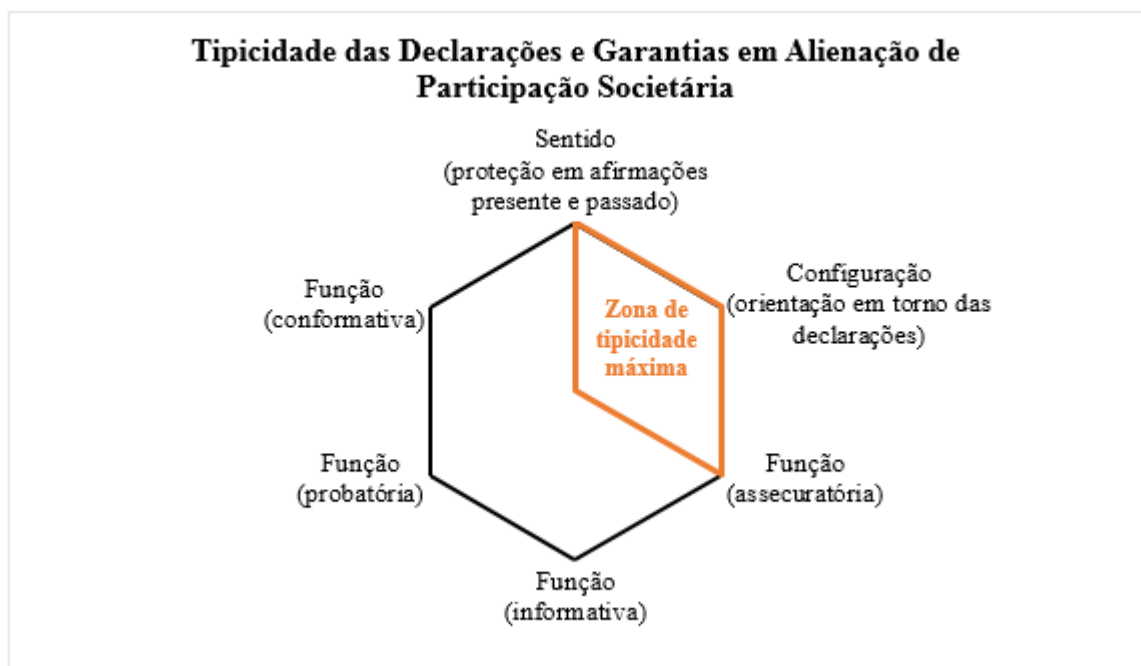 Tipicidade das Declarações e Garantias em Alienação de
Participação Societária
Sentido
(proteção em afirmações
presente e passado)
Função
(conformativa)
Configuração
(orientação em torno das
declarações)
Zona de
tipicidade
máxima
Função
(probatória)
Função
(assecuratória)
Função
(informativa)